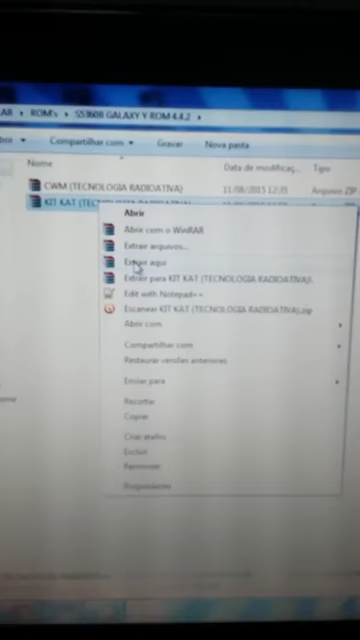 AR ▸ ROM's ▸ S5360B GALAXY Y ROM 4.4.2 ▸
Compartilhar com Gravar Nova pasta
Nome Data de modificaç... Tipo
CWM (TECNOLOGIA RADIOATIVA) 11/08/2015 12:35 Arquivo ZIP
KIT KAT (TECNOLOGIA RADIOATIVA)
Abrir
Abrir com o WinRAR
Extrair arquivos...
Extrair aqui
Extrair para KIT KAT (TECNOLOGIA RADIOATIVA)\
Edit with Notepad++
Escanear KIT KAT (TECNOLOGIA RADIOATIVA).zip
Abrir com
Compartilhar com
Restaurar versões anteriores
Enviar para
Recortar
Copiar
Criar atalho
Excluir
Renomear
Propriedades